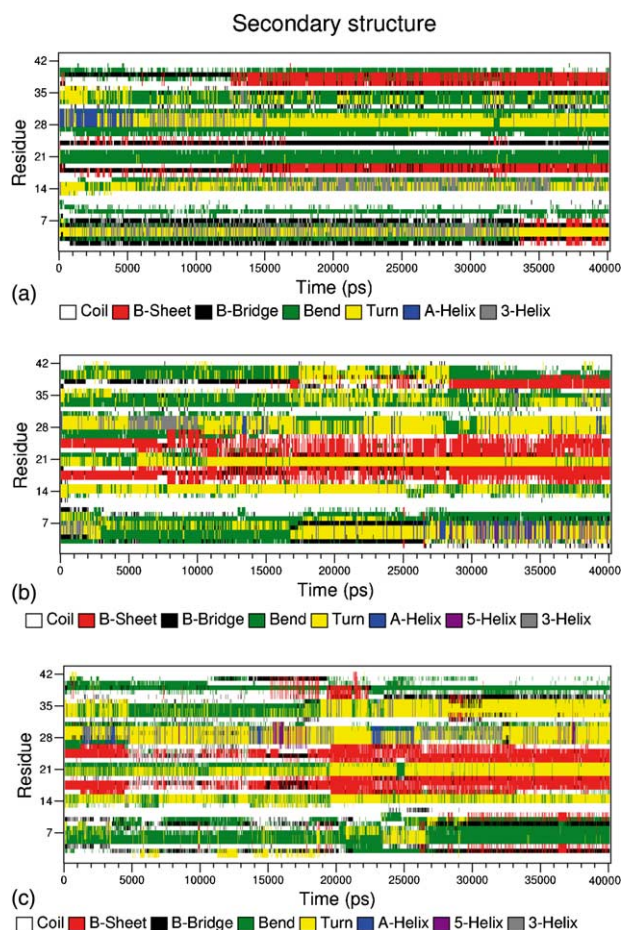 Secondary structure
Residue
42
35
28
21
14
7
0 5000 10000 15000 20000 25000 30000 35000 40000
Time (ps)
(a)
Coil B-Sheet B-Bridge Bend Turn A-Helix 3-Helix
Residue
42
35
28
21
14
7
0 5000 10000 15000 20000 25000 30000 35000 40000
Time (ps)
(b)
Coil B-Sheet B-Bridge Bend Turn A-Helix 5-Helix 3-Helix
Residue
42
35
28
21
14
7
0 5000 10000 15000 20000 25000 30000 35000 40000
Time (ps)
(c)
Coil B-Sheet B-Bridge Bend Turn A-Helix 5-Helix 3-Helix